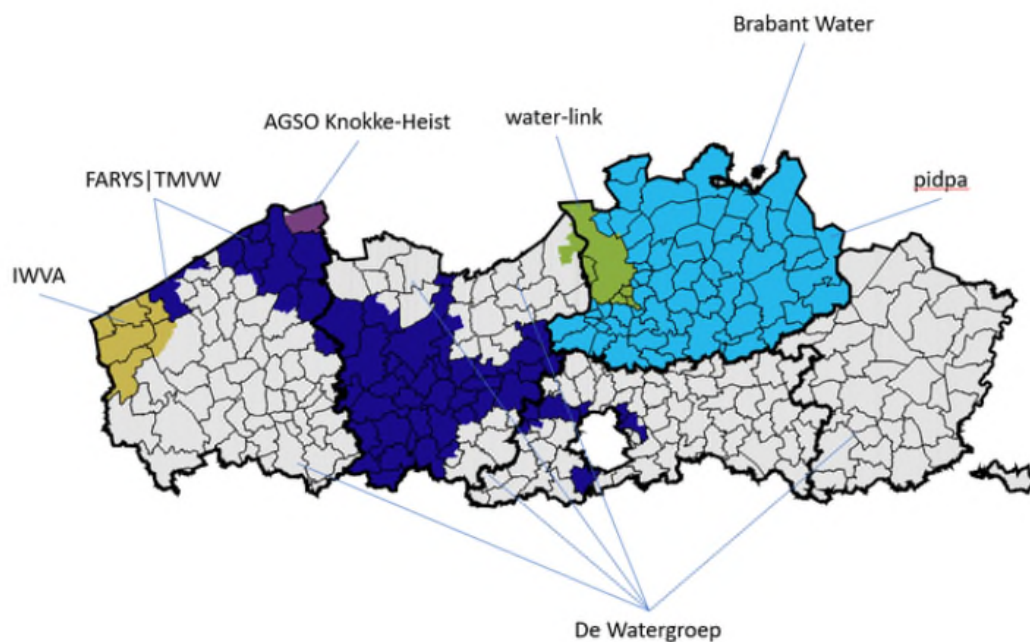 Brabant Water
AGSO Knokke-Heist
water-link
FARYS|TMVW
pidpa
IWVA
De Watergroep